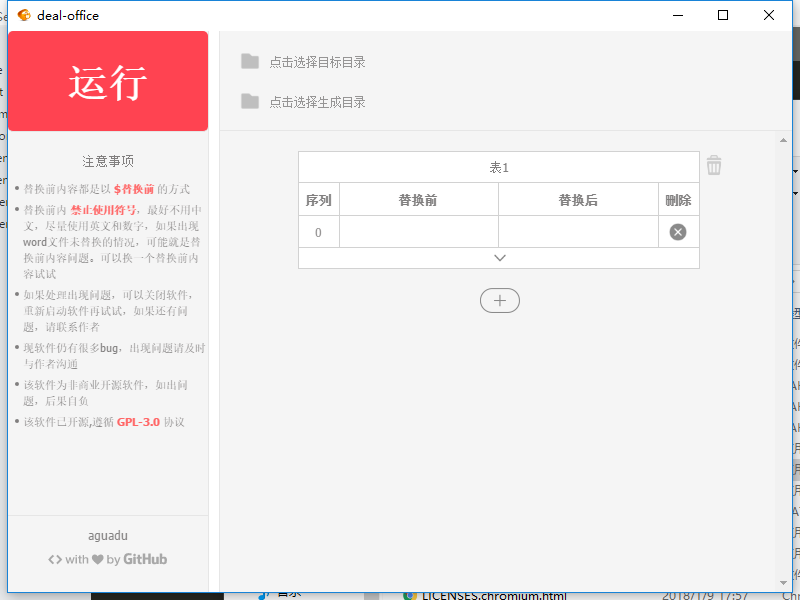 deal-office
运行
注意事项
• 替换前内容都是以 $替换前 的方式
• 替换前内 禁止使用符号，最好不用中
文，尽量使用英文和数字，如果出现
word文件未替换的情况，可能就是替
换前内容问题。可以换一个替换前内
容试试
• 如果处理出现问题，可以关闭软件，
重新启动软件再试试，如果还有问
题，请联系作者
• 现软件仍有很多bug，出现问题请及时
与作者沟通
• 该软件为非商业开源软件，如出问
题，后果自负
• 该软件已开源,遵循 GPL-3.0 协议
aguadu
<> with ♥ by GitHub
点击选择目标目录
点击选择生成目录
表1
序列 替换前 替换后 删除
0
LICENSES.chromium.html 2018/1/9 17:57 Chr